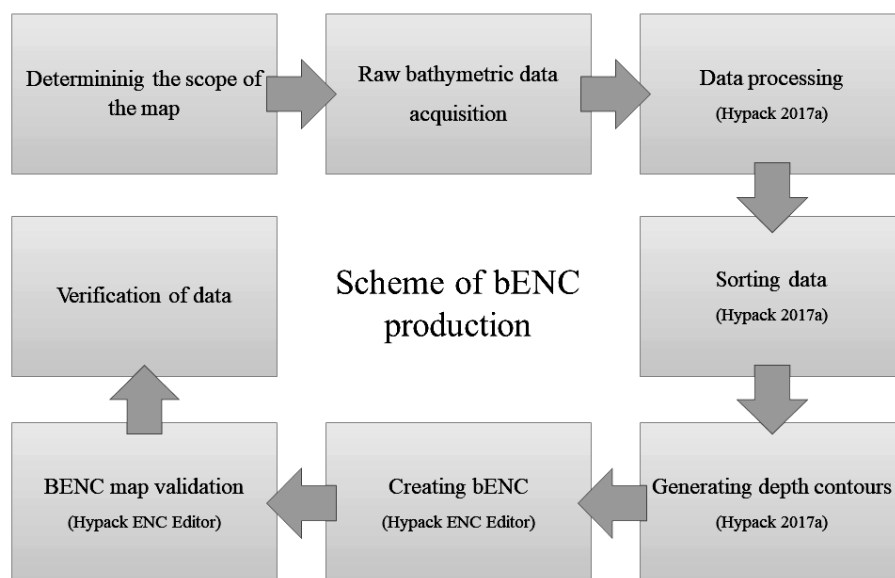 Determininig the scope of
the map
Raw bathymetric data
acquisition
Data processing
(Hypack 2017a)
Sorting data
(Hypack 2017a)
Generating depth contours
(Hypack 2017a)
Creating bENC
(Hypack ENC Editor)
BENC map validation
(Hypack ENC Editor)
Verification of data
Scheme of bENC
production